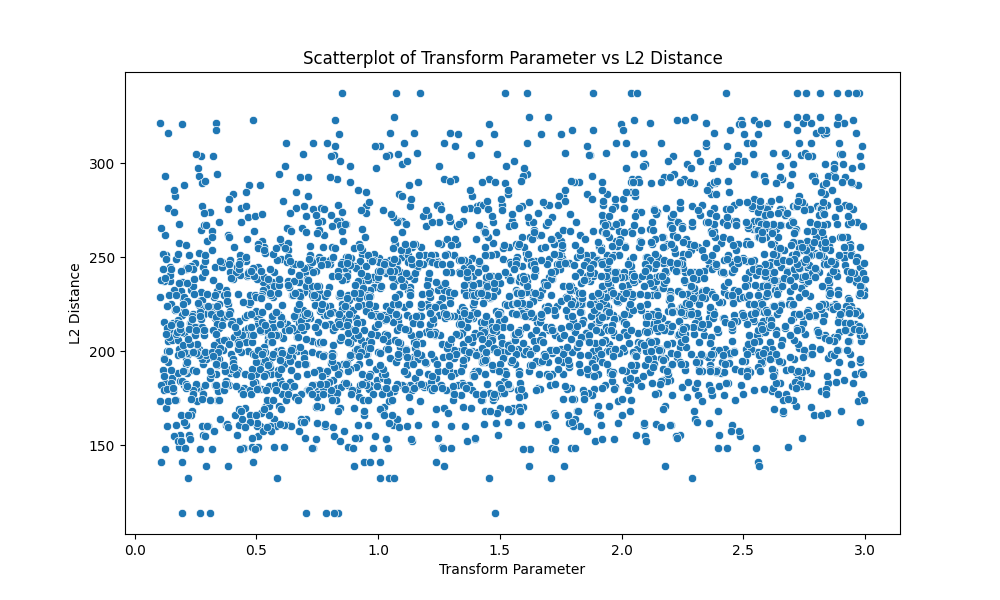 Scatterplot of Transform Parameter vs L2 Distance
L2 Distance
300
250
200
150
0.0 0.5 1.0 1.5 2.0 2.5 3.0
Transform Parameter